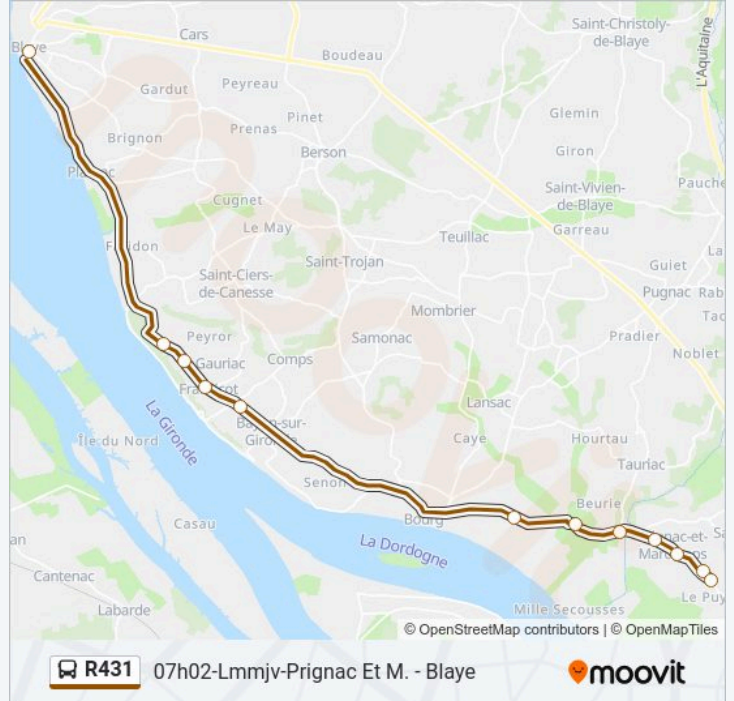 Saint-Christoly-
de-Blaye
L'Aquitaine
Cars
Blaye
Boudeau
Gardut
Peyreau
Pinet
Glemin
Brignon
Prenas
Berson
Giron
Saint-Vivien-
de-Blaye
Cugnet
Le May
Garreau
Teuillac
Saint-Trojan
Guiet
Saint-Ciers-
de-Canesse
Pugnac
Rab
Mombrier
Tac
Peyror
Samonac
Pradier
Gauriac
Comps
Noblet
Lansac
La Gironde
Île du Nord
Caye
Hourtau
Tauriac
Senon
Beurie
Bourg
Casau
La Dordogne
Cantenac
Labarde
Le Puy
Mille Secousses
© OpenStreetMap contributors | © OpenMapTiles
R431 07h02-Lmmjv-Prignac Et M. - Blaye
moovit